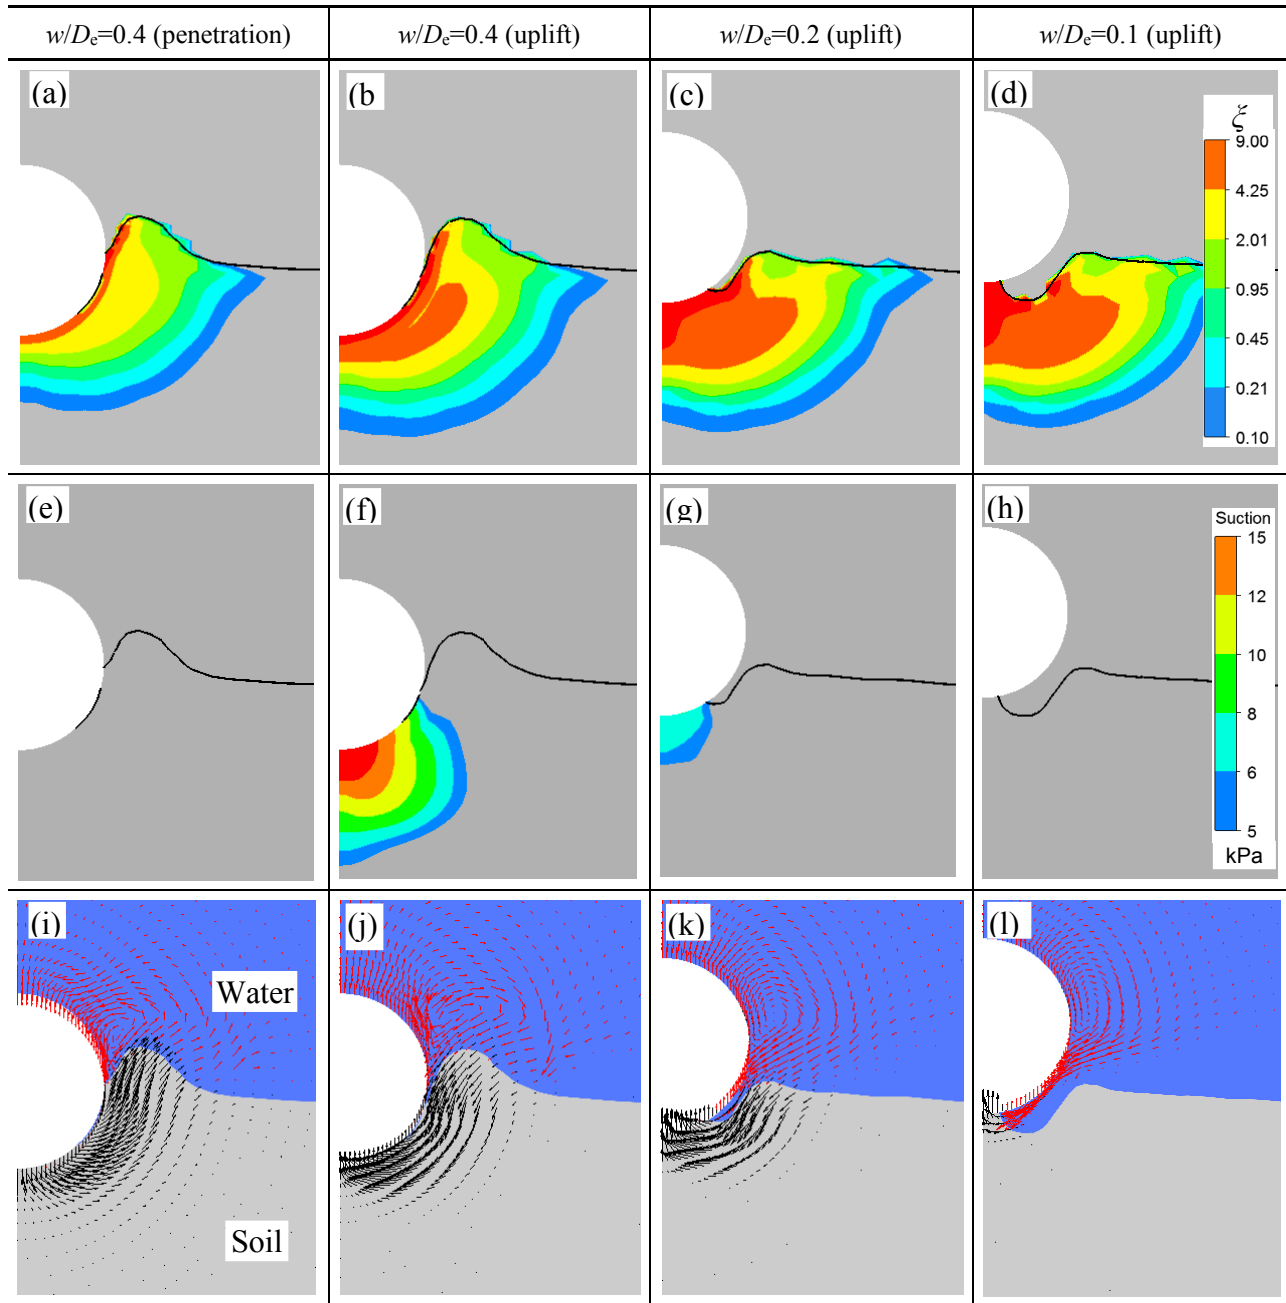 w/De=0.4 (penetration) w/De=0.4 (uplift) w/De=0.2 (uplift) w/De=0.1 (uplift)
(a) (b (c) (d)
ξ
9.00
4.25
2.01
0.95
0.45
0.21
0.10
(e) (f) (g) (h)
Suction
15
12
10
8
6
5
kPa
(i) (j) (k) (l)
Water
Soil